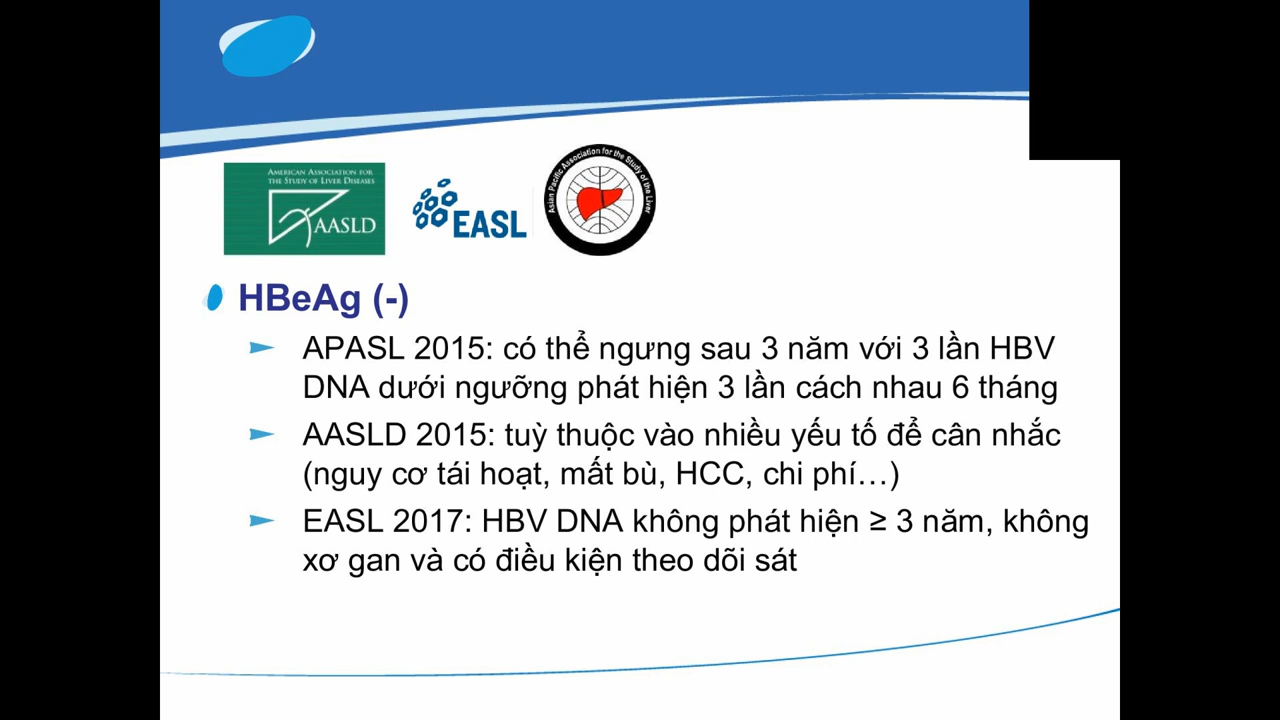 AMERICAN ASSOCIATION FOR
THE STUDY OF LIVER DISEASES
AASLD
EASL
Asian Pacific Association for the Study of the Liver
HBeAg (-)
APASL 2015: có thể ngưng sau 3 năm với 3 lần HBV
DNA dưới ngưỡng phát hiện 3 lần cách nhau 6 tháng
AASLD 2015: tuỳ thuộc vào nhiều yếu tố để cân nhắc
(nguy cơ tái hoạt, mất bù, HCC, chi phí…)
EASL 2017: HBV DNA không phát hiện ≥ 3 năm, không
xơ gan và có điều kiện theo dõi sát